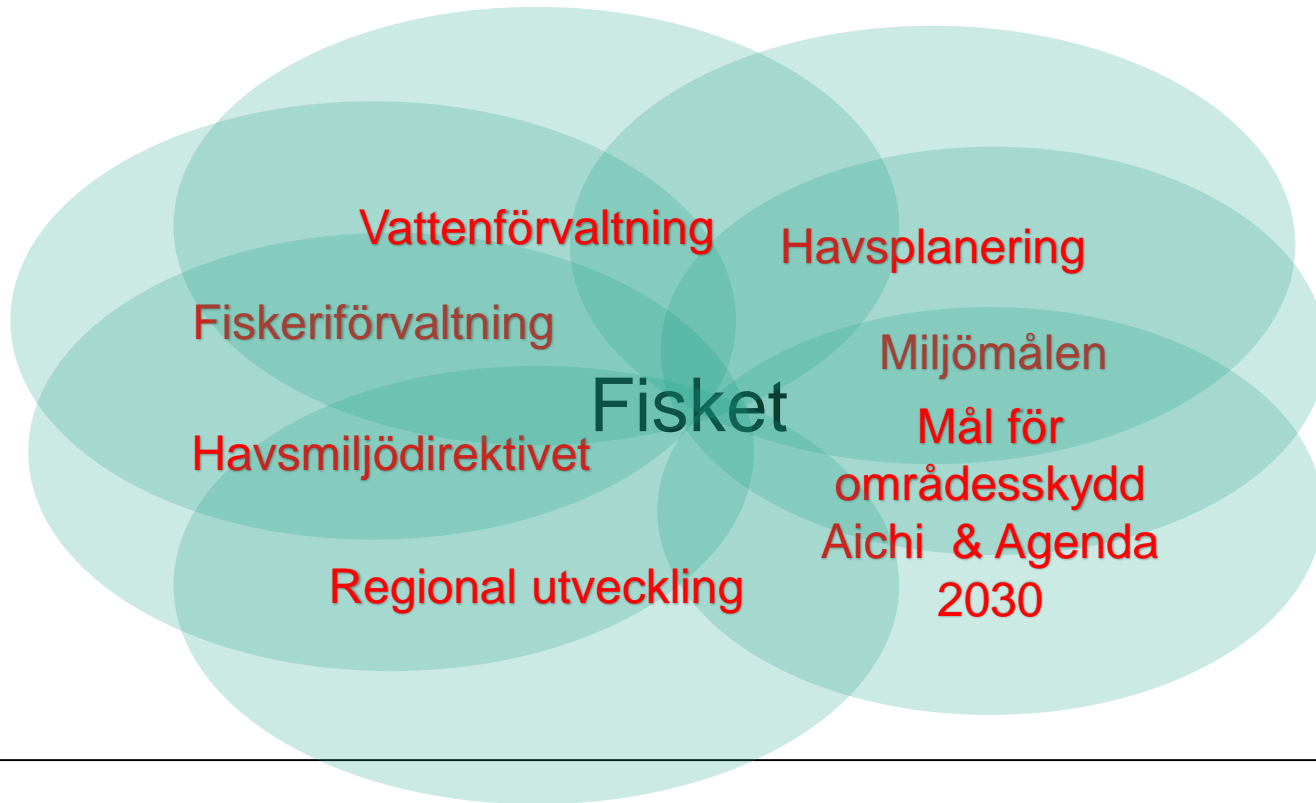 Vattenförvaltning
Havsplanering
Fiskeriförvaltning
Miljömålen
Fisket
Havsmiljödirektivet
Mål för
områdesskydd
Aichi & Agenda
2030
Regional utveckling